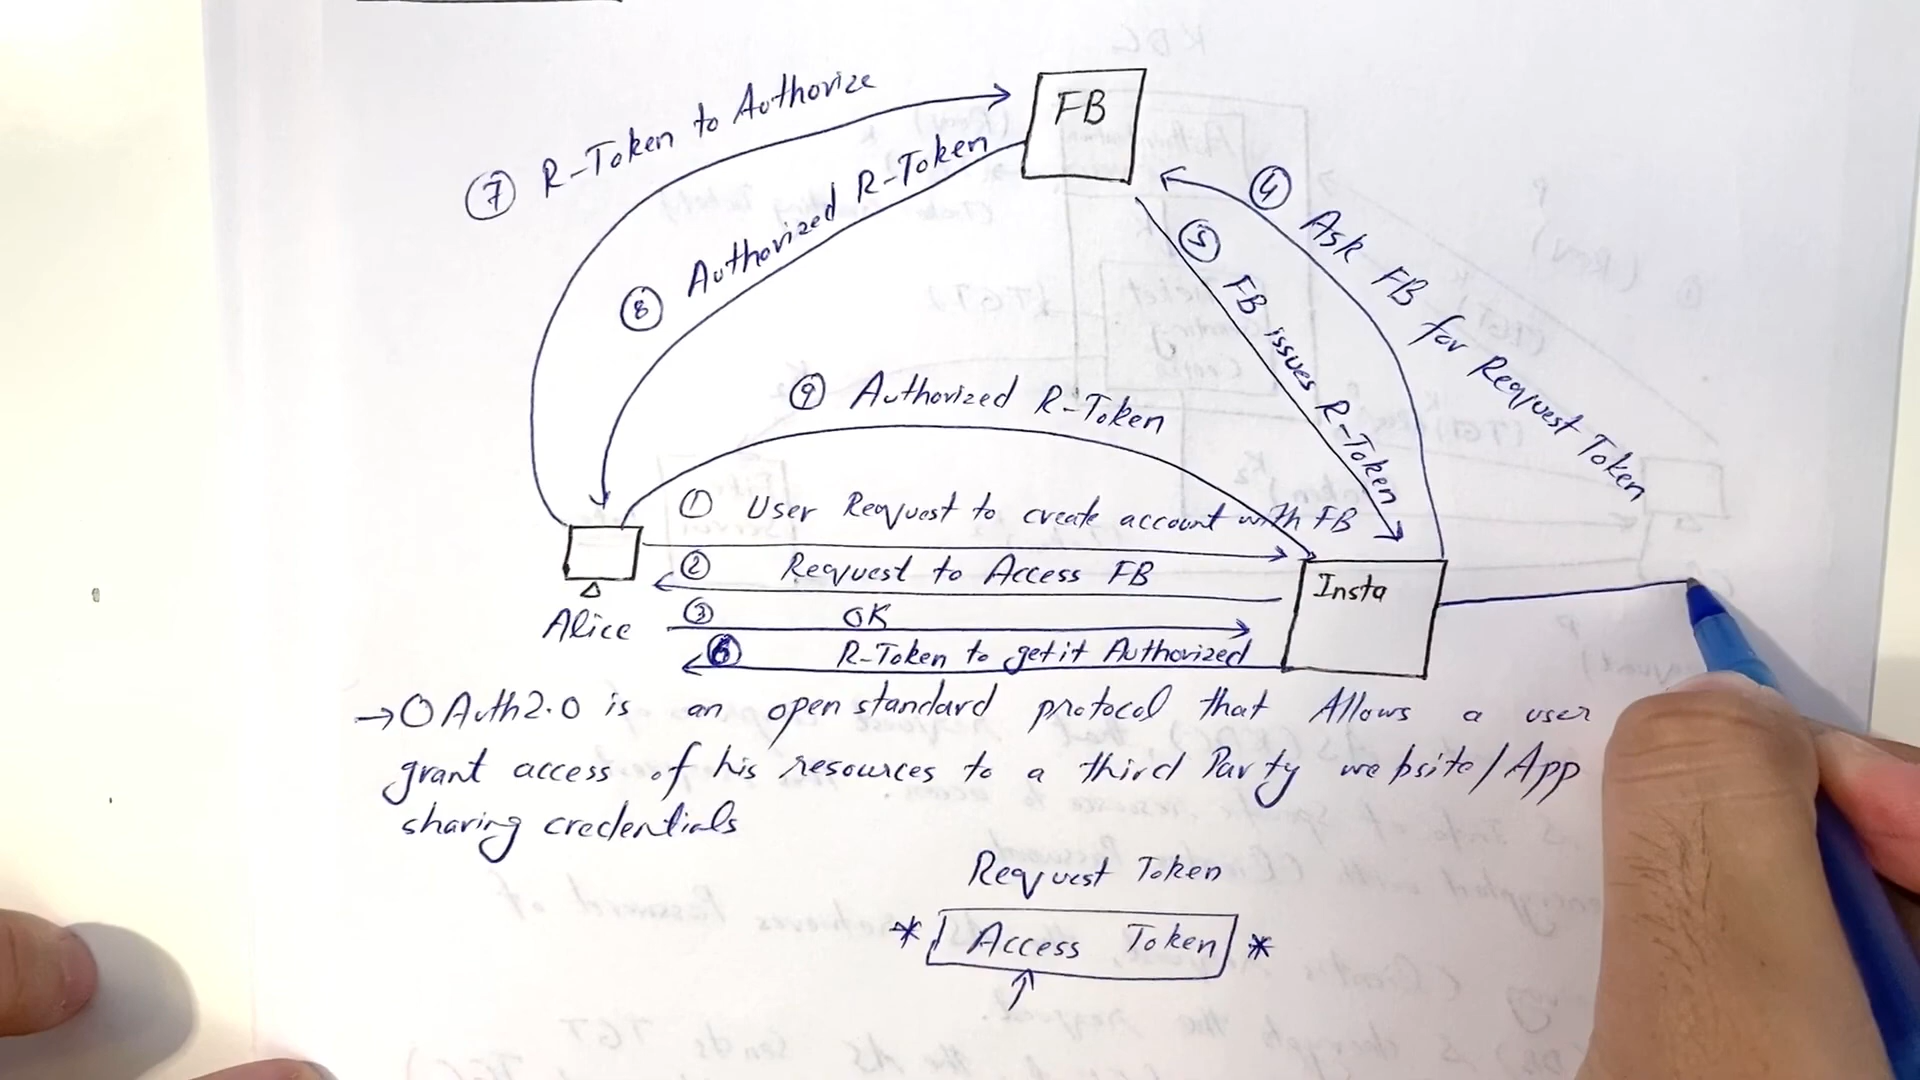 FB
⑦ R-Token to Authorize
⑧ Authorized R-Token
④ Ask FB for Request Token
⑤ FB issues R-Token
⑨ Authorized R-Token
① User Request to create account with FB
② Request to Access FB
③ OK
⑥ R-Token to get it Authorized
Alice
Insta
→ OAuth2.0 is an open standard protocol that Allows a user
grant access of his resources to a third Party website/App
sharing credentials
Request Token
* Access Token *